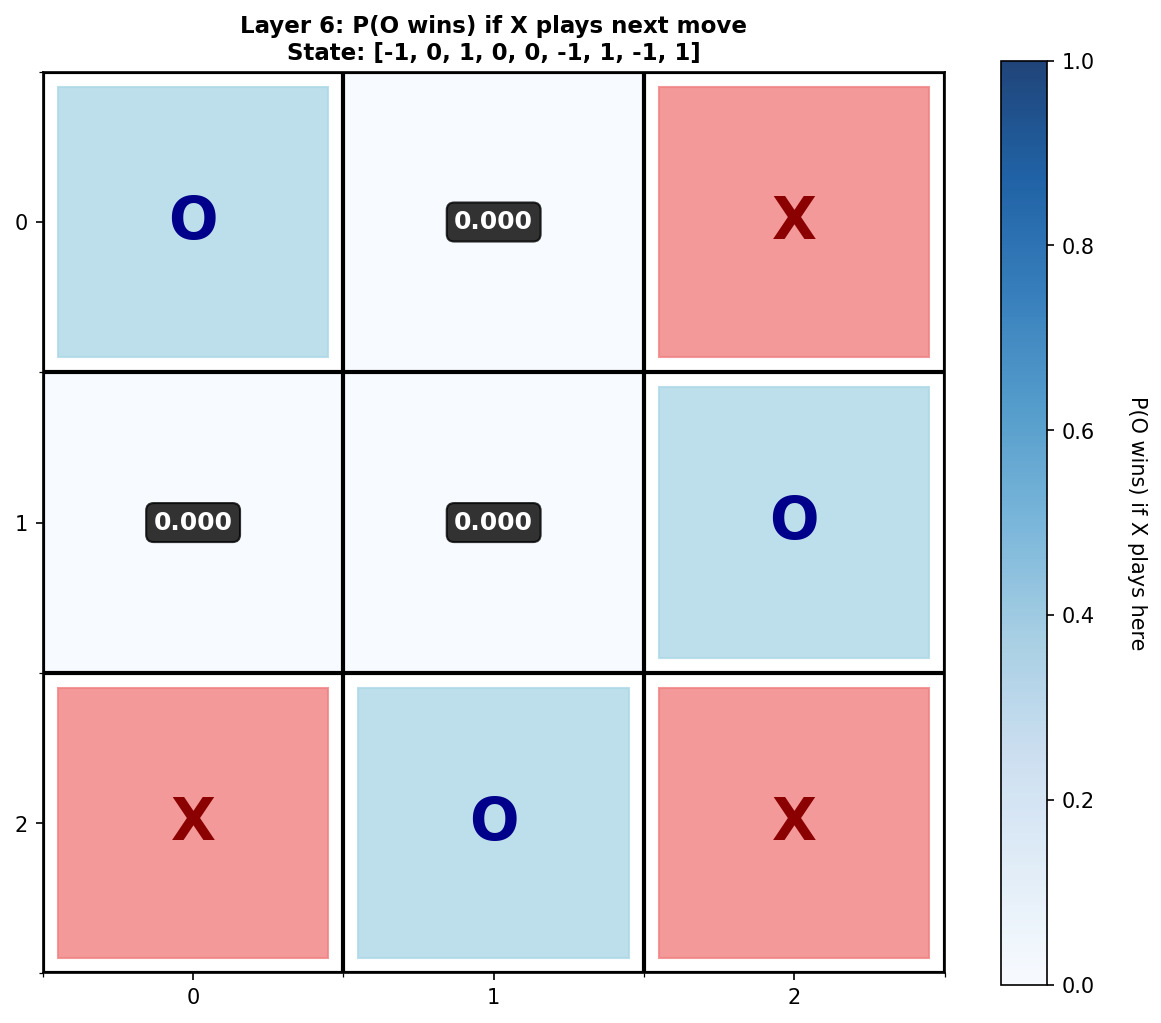 Layer 6: P(O wins) if X plays next move
State: [-1, 0, 1, 0, 0, -1, 1, -1, 1]
0
O
0.000
X
1
0.000
0.000
O
2
X
O
X
0
1
2
1.0
0.8
0.6
0.4
0.2
0.0
P(O wins) if X plays here